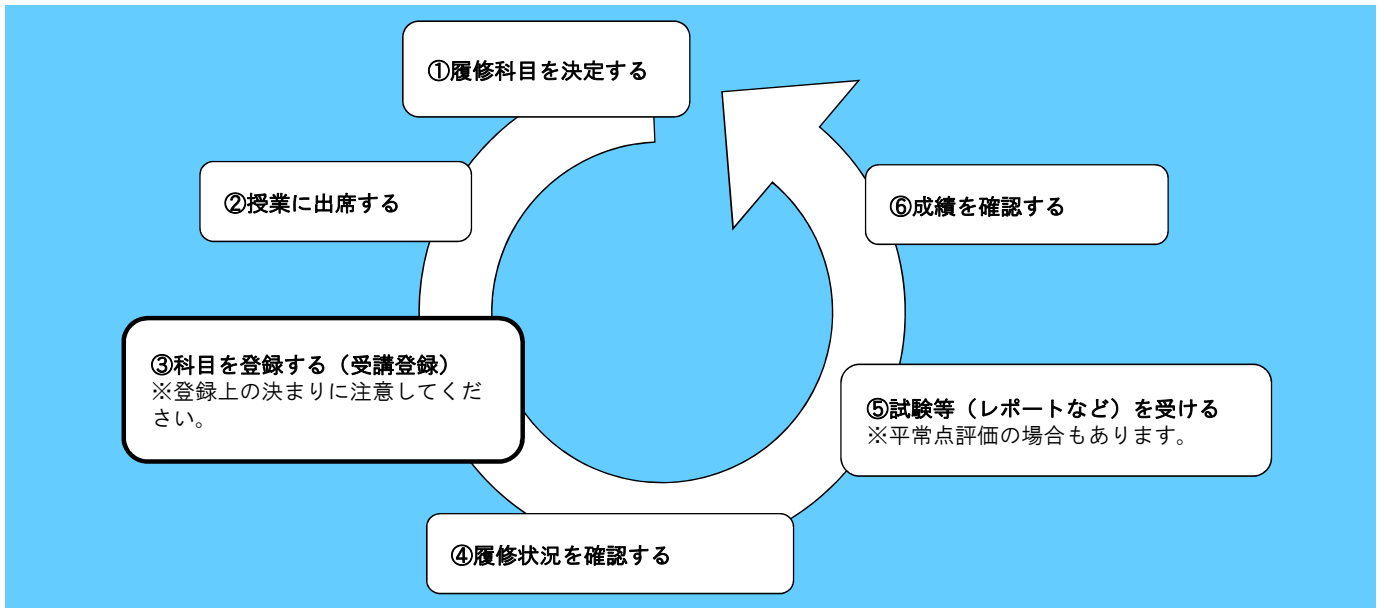 ①履修科目を決定する
②授業に出席する
③科目を登録する（受講登録）
※登録上の決まりに注意してくだ
さい。
④履修状況を確認する
⑤試験等（レポートなど）を受ける
※平常点評価の場合もあります。
⑥成績を確認する